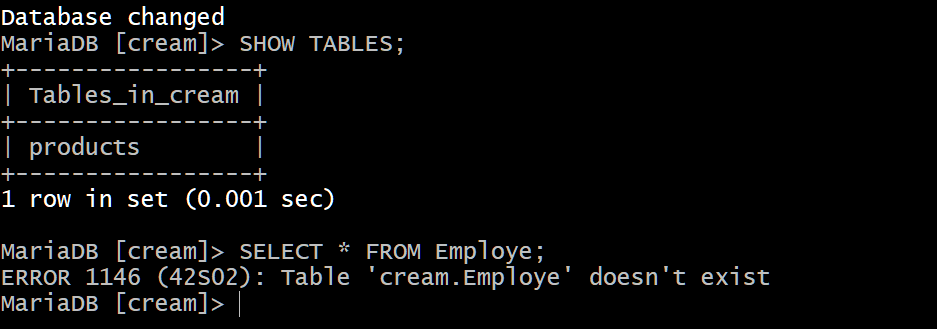 Database changed
MariaDB [cream]> SHOW TABLES;
+-----------------+
| Tables_in_cream |
+-----------------+
| products        |
+-----------------+
1 row in set (0.001 sec)
MariaDB [cream]> SELECT * FROM Employe;
ERROR 1146 (42S02): Table 'cream.Employe' doesn't exist
MariaDB [cream]>